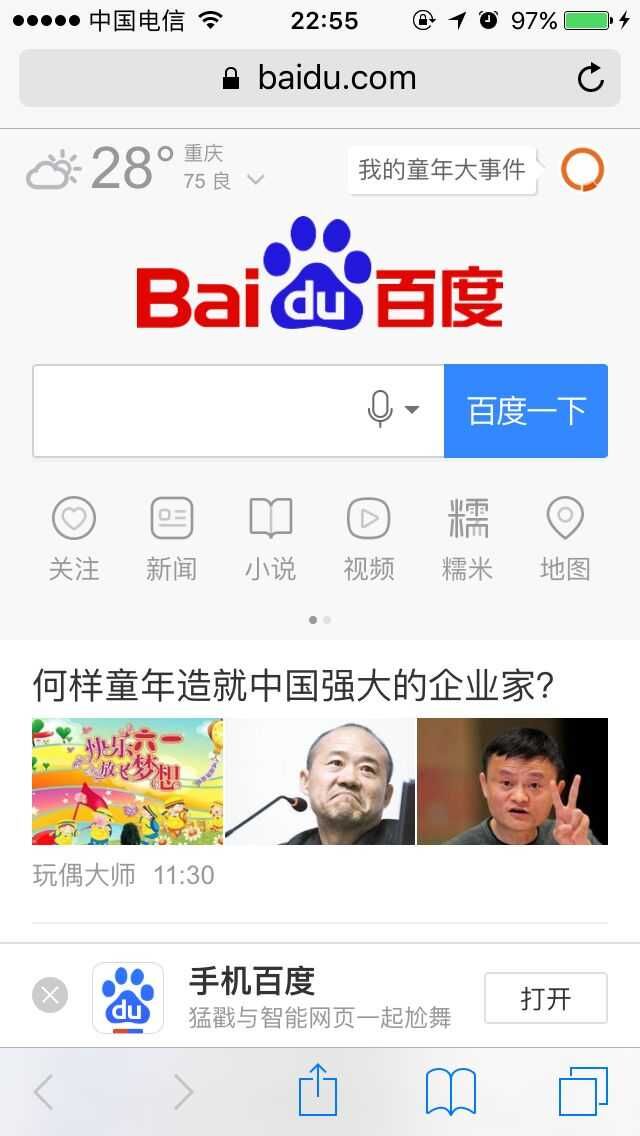 中国电信 22:55 97%
baidu.com
28° 重庆
75 良
我的童年大事件
Bai du 百度
百度一下
糯
关注 新闻 小说 视频 糯米 地图
何样童年造就中国强大的企业家?
快乐六一
放飞梦想
玩偶大师 11:30
du
手机百度
猛戳与智能网页一起尬舞
打开